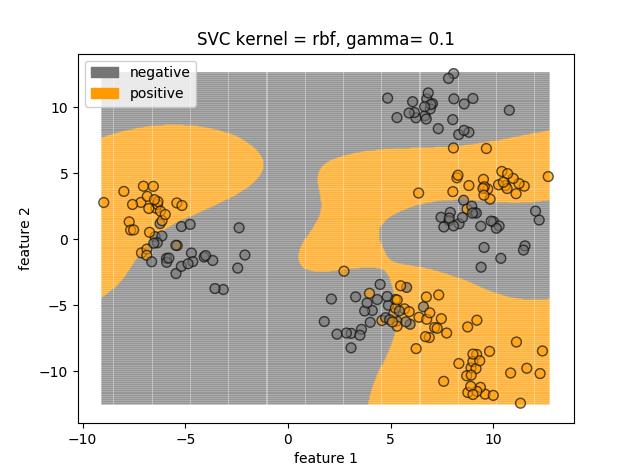 SVC kernel = rbf, gamma= 0.1
negative
positive
feature 2
10
5
0
−5
−10
−10
−5
0
5
10
feature 1